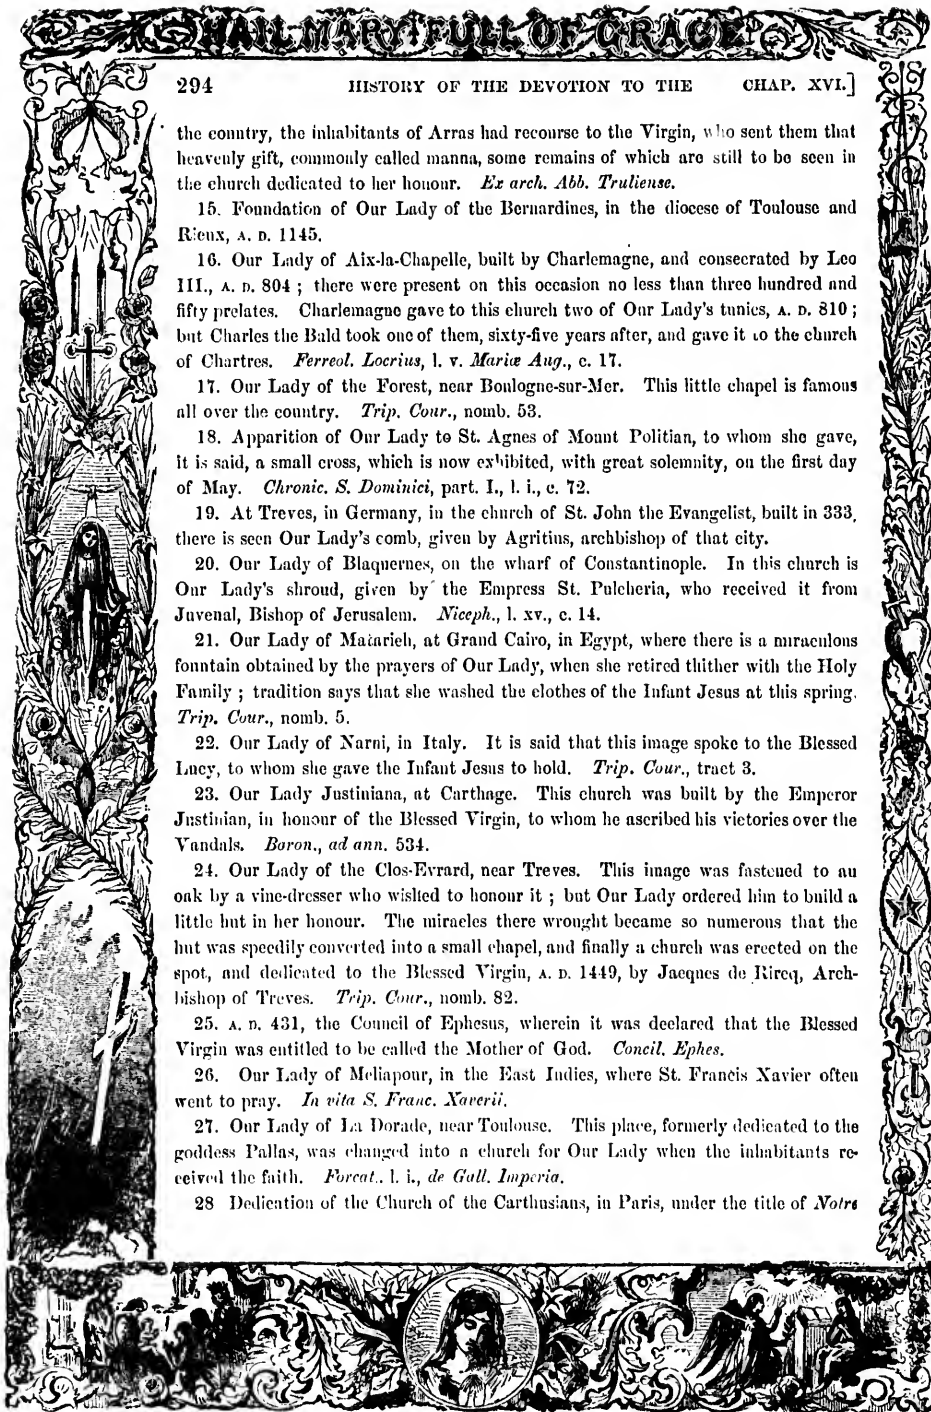 HAIL MARY FULL OF GRACE
294 HISTORY OF THE DEVOTION TO THE CHAP. XVI.]
the country, the inhabitants of Arras had recourse to the Virgin, who sent them that
heavenly gift, commonly called manna, some remains of which are still to be seen in
the church dedicated to her honour. Ex arch. Abb. Truliense.
15. Foundation of Our Lady of the Bernardines, in the diocese of Toulouse and
Rieux, A. D. 1145.
16. Our Lady of Aix-la-Chapelle, built by Charlemagne, and consecrated by Leo
III., A. D. 804 ; there were present on this occasion no less than three hundred and
fifty prelates. Charlemagne gave to this church two of Our Lady's tunics, A. D. 810 ;
but Charles the Bald took one of them, sixty-five years after, and gave it to the church
of Chartres. Ferreol. Locrius, l. v. Mariæ Aug., c. 17.
17. Our Lady of the Forest, near Boulogne-sur-Mer. This little chapel is famous
all over the country. Trip. Cour., nomb. 53.
18. Apparition of Our Lady to St. Agnes of Mount Politian, to whom she gave,
it is said, a small cross, which is now exhibited, with great solemnity, on the first day
of May. Chronic. S. Dominici, part. I., l. i., c. 72.
19. At Treves, in Germany, in the church of St. John the Evangelist, built in 333,
there is seen Our Lady's comb, given by Agritius, archbishop of that city.
20. Our Lady of Blaquernes, on the wharf of Constantinople. In this church is
Our Lady's shroud, given by the Empress St. Pulcheria, who received it from
Juvenal, Bishop of Jerusalem. Niceph., l. xv., c. 14.
21. Our Lady of Matarieh, at Grand Cairo, in Egypt, where there is a miraculous
fountain obtained by the prayers of Our Lady, when she retired thither with the Holy
Family ; tradition says that she washed the clothes of the Infant Jesus at this spring.
Trip. Cour., nomb. 5.
22. Our Lady of Narni, in Italy. It is said that this image spoke to the Blessed
Lucy, to whom she gave the Infant Jesus to hold. Trip. Cour., tract 3.
23. Our Lady Justiniana, at Carthage. This church was built by the Emperor
Justinian, in honour of the Blessed Virgin, to whom he ascribed his victories over the
Vandals. Baron., ad ann. 534.
24. Our Lady of the Clos-Evrard, near Treves. This image was fastened to an
oak by a vine-dresser who wished to honour it ; but Our Lady ordered him to build a
little hut in her honour. The miracles there wrought became so numerous that the
hut was speedily converted into a small chapel, and finally a church was erected on the
spot, and dedicated to the Blessed Virgin, A. D. 1449, by Jacques de Rircq, Arch-
bishop of Treves. Trip. Cour., nomb. 82.
25. A. D. 431, the Council of Ephesus, wherein it was declared that the Blessed
Virgin was entitled to be called the Mother of God. Concil. Ephes.
26. Our Lady of Meliapour, in the East Indies, where St. Francis Xavier often
went to pray. In vita S. Franc. Xaverii.
27. Our Lady of La Dorade, near Toulouse. This place, formerly dedicated to the
goddess Pallas, was changed into a church for Our Lady when the inhabitants re-
ceived the faith. Forcat., l. i., de Gall. Imperia.
28 Dedication of the Church of the Carthusians, in Paris, under the title of Notre